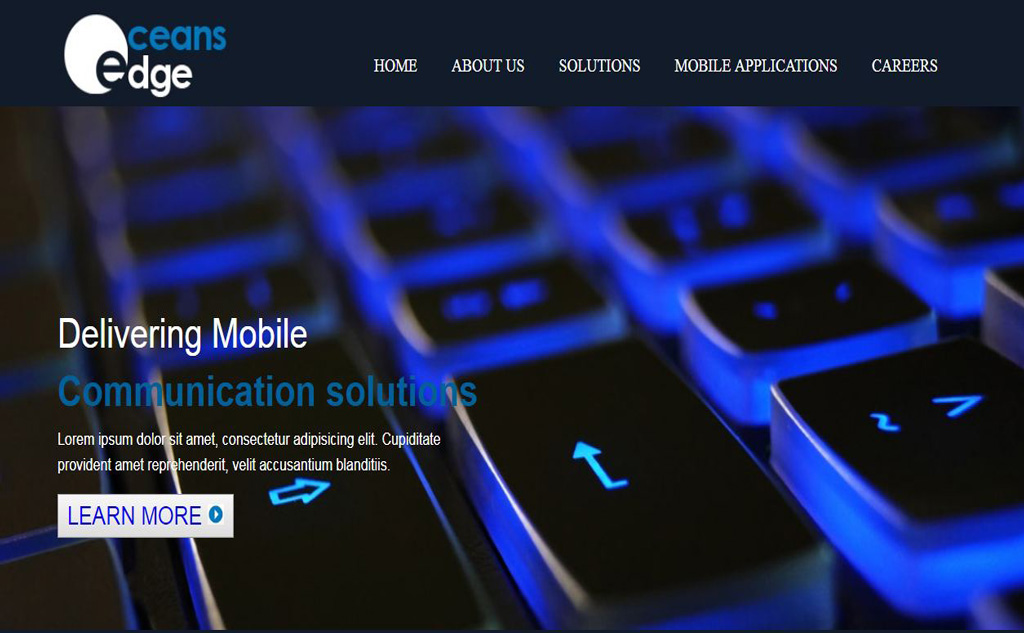 Oceans
edge
HOME ABOUT US SOLUTIONS MOBILE APPLICATIONS CAREERS
Delivering Mobile
Communication solutions
Lorem ipsum dolor sit amet, consectetur adipisicing elit. Cupiditate
provident amet reprehenderit, velit accusantium blanditiis.
LEARN MORE